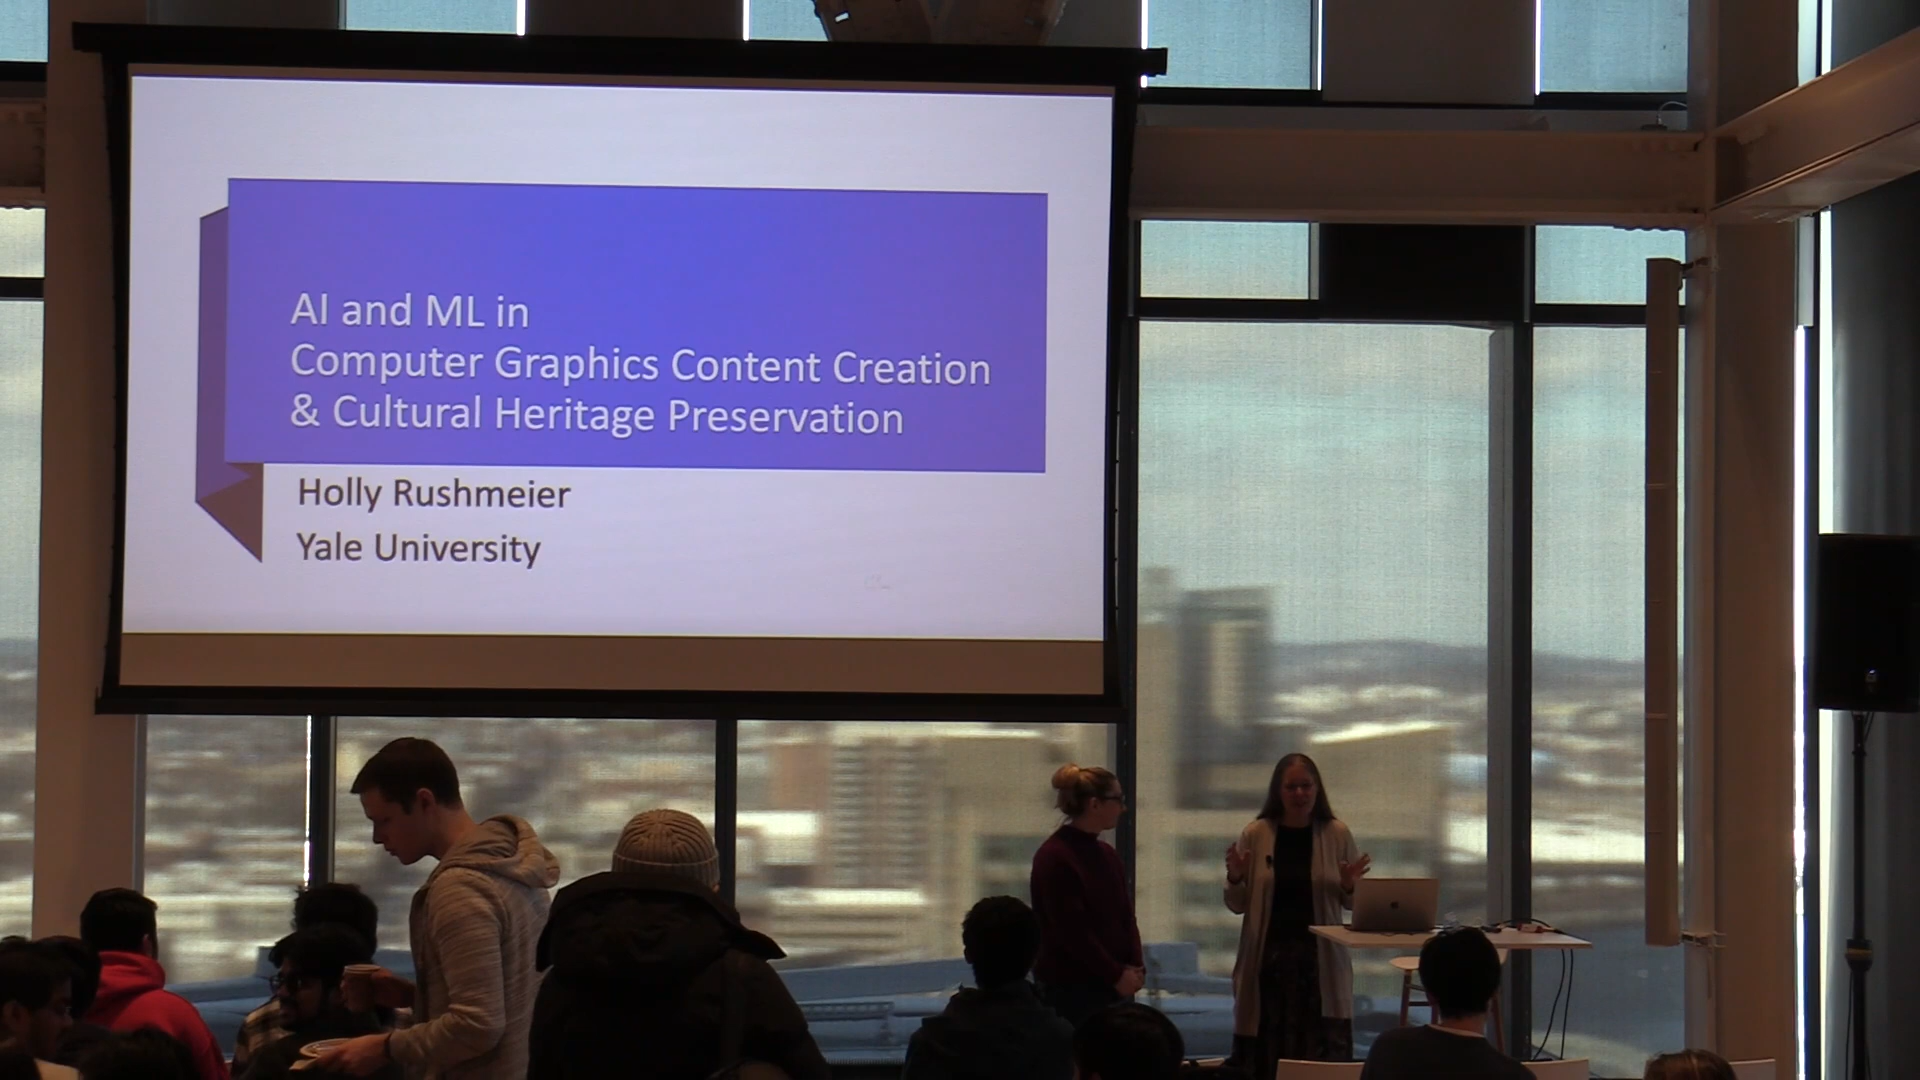 AI and ML in
Computer Graphics Content Creation
& Cultural Heritage Preservation
Holly Rushmeier
Yale University